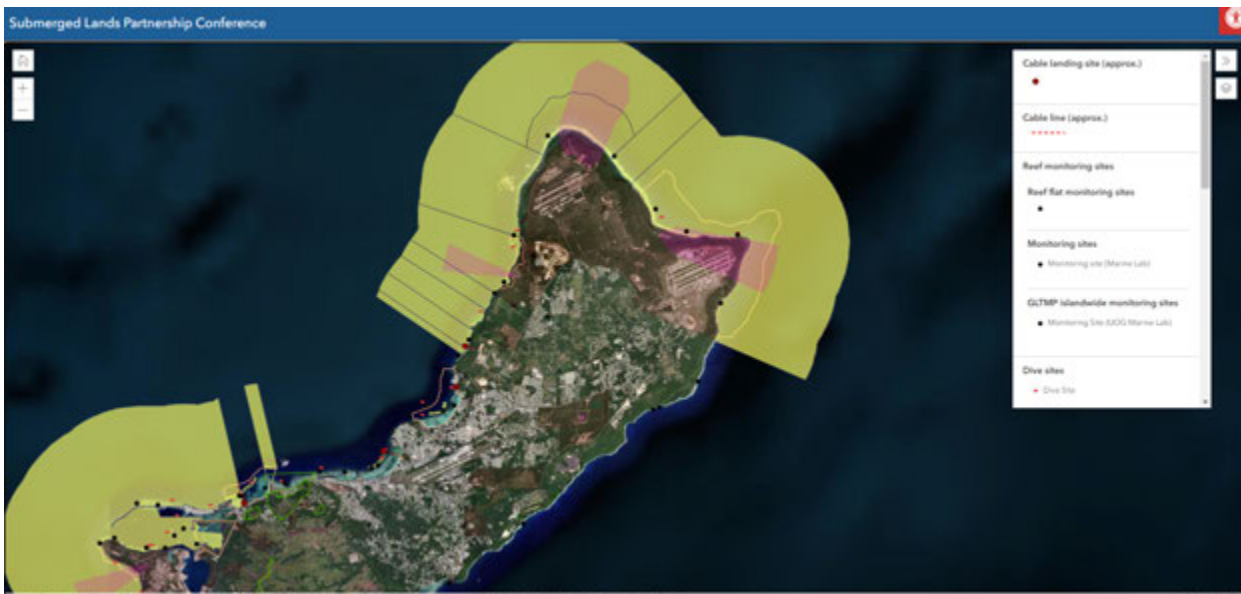 Submerged Lands Partnership Conference
Cable landing site (approx.)
Cable line (approx.)
Reef monitoring sites
Reef flat monitoring sites
Monitoring sites
Monitoring site (Marine Lab)
GLTMP islandwide monitoring sites
Monitoring Site (UOG Marine Lab)
Dive sites
Dive Site